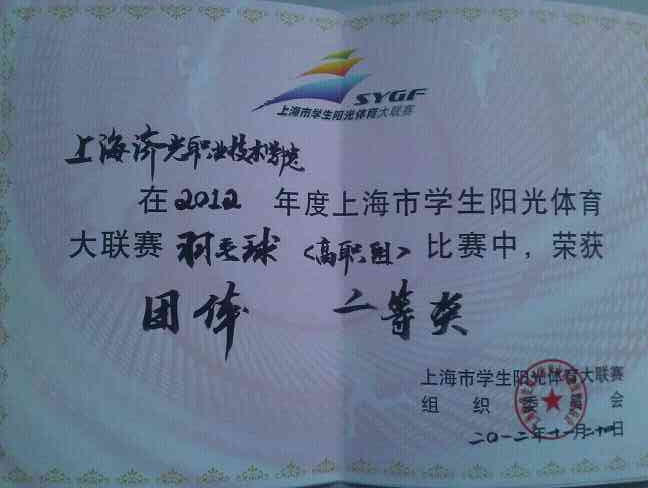 SYGF
上海市学生阳光体育大联赛
上海济光职业技术学院
在2012年度上海市学生阳光体育
大联赛羽毛球<高职组>比赛中，荣获
团体 二等奖
上海市学生阳光体育大联赛
组织委员会
二〇一二年十一月二十四日